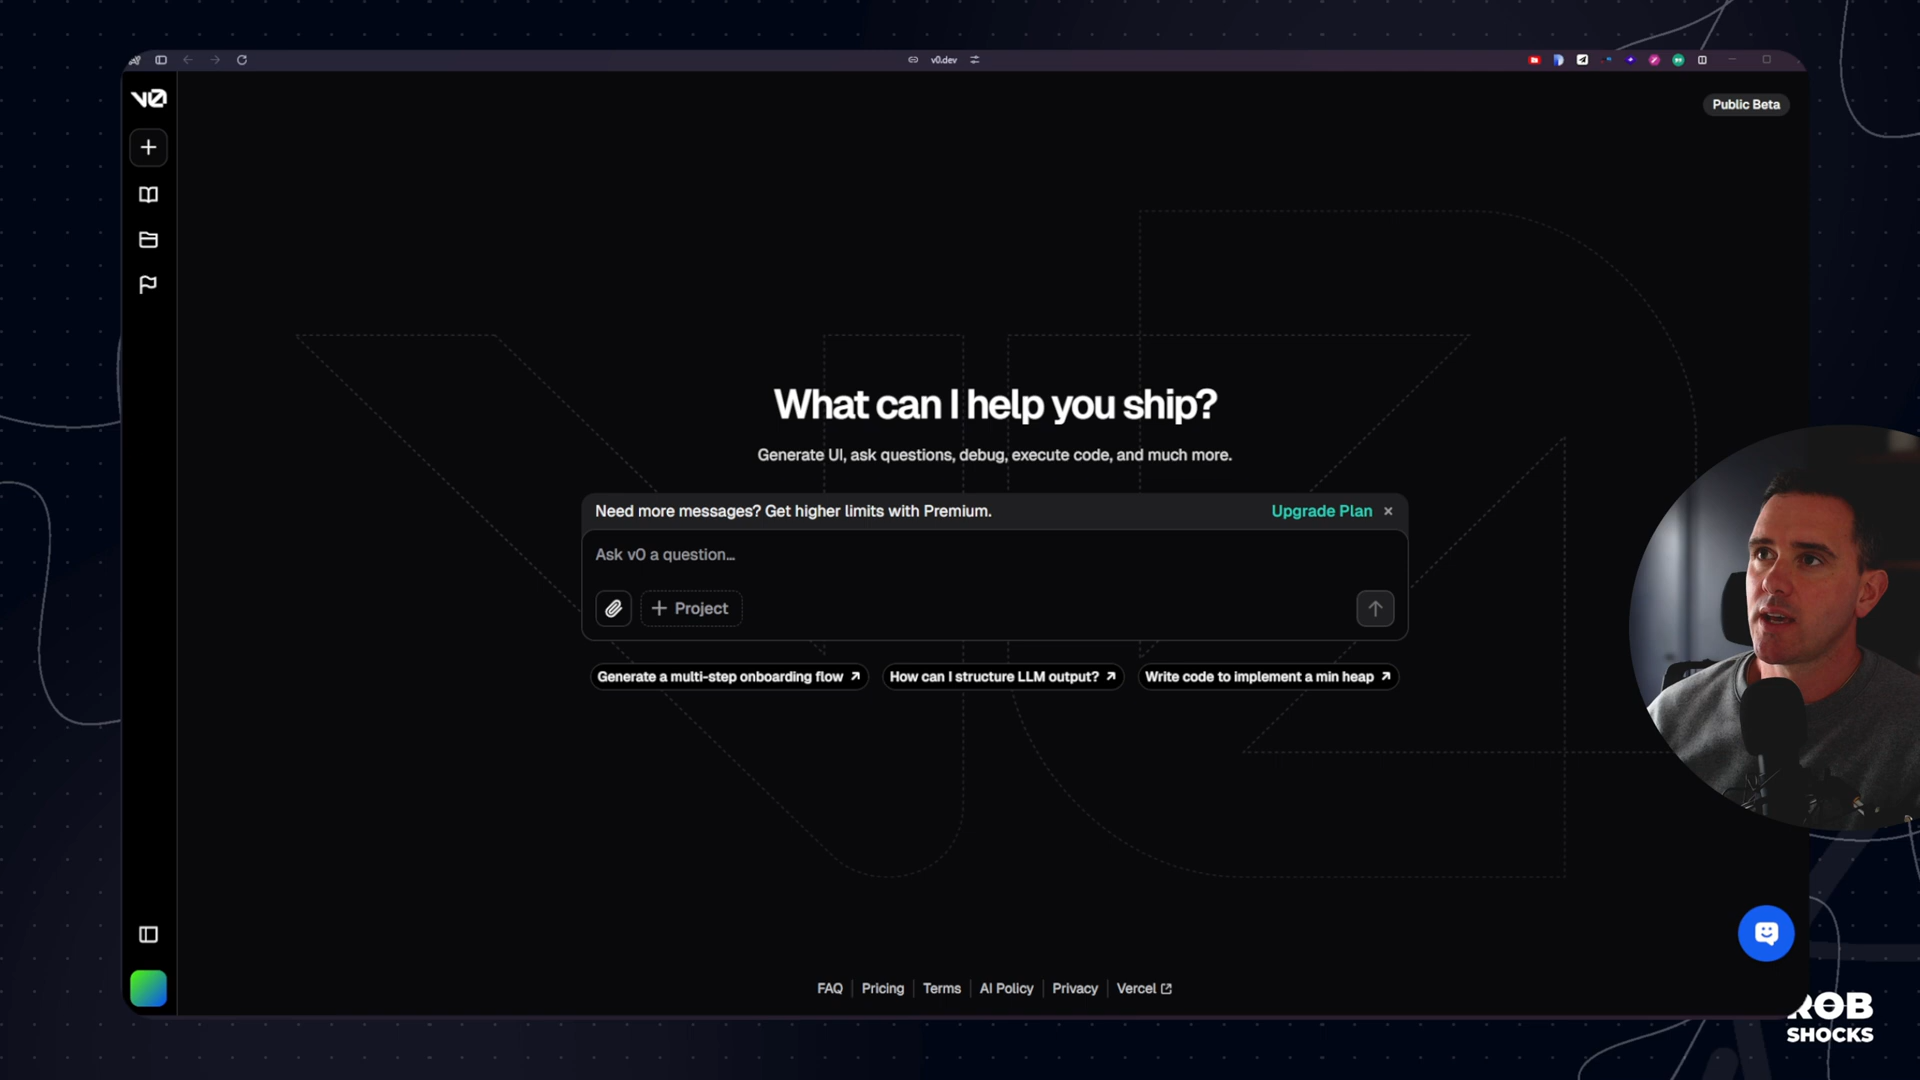 v0.dev
v0
Public Beta
What can I help you ship?
Generate UI, ask questions, debug, execute code, and much more.
Need more messages? Get higher limits with Premium.
Upgrade Plan
Ask v0 a question...
Project
Generate a multi-step onboarding flow
How can I structure LLM output?
Write code to implement a min heap
FAQ
Pricing
Terms
AI Policy
Privacy
Vercel
ROB
SHOCKS